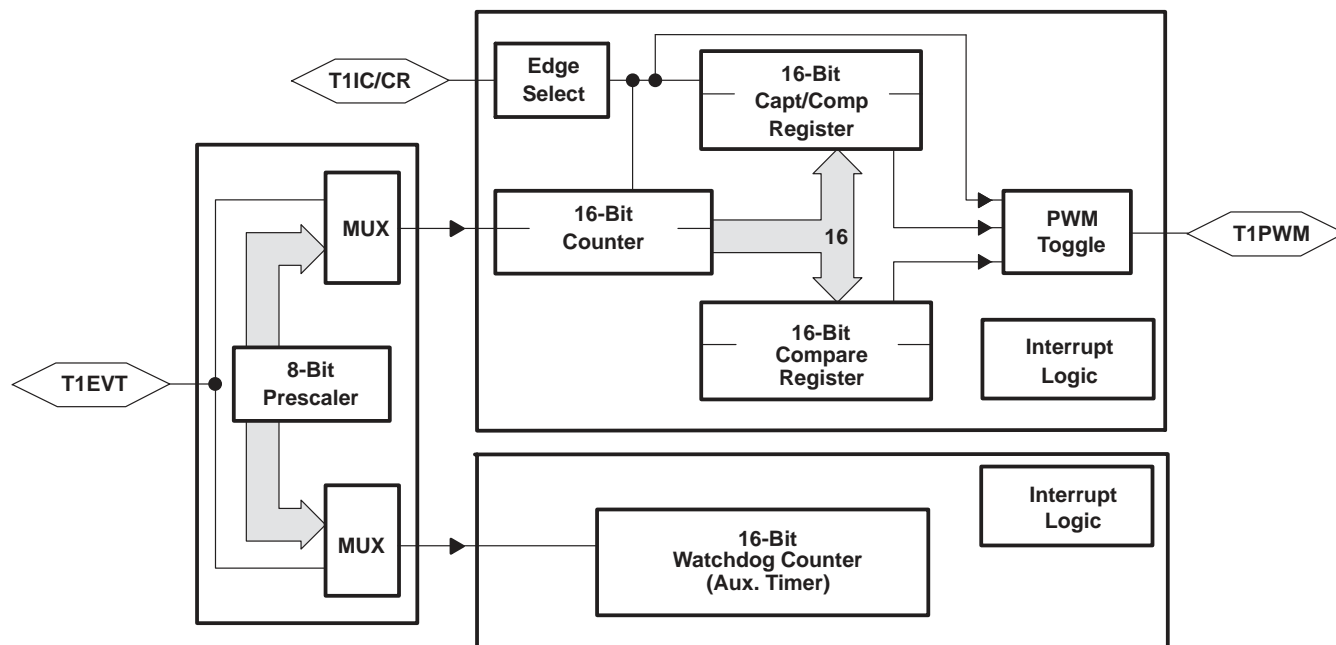 T1IC/CR
Edge
Select
16-Bit
Capt/Comp
Register
MUX
16-Bit
Counter
16
PWM
Toggle
T1PWM
8-Bit
Prescaler
T1EVT
16-Bit
Compare
Register
Interrupt
Logic
MUX
16-Bit
Watchdog Counter
(Aux. Timer)
Interrupt
Logic